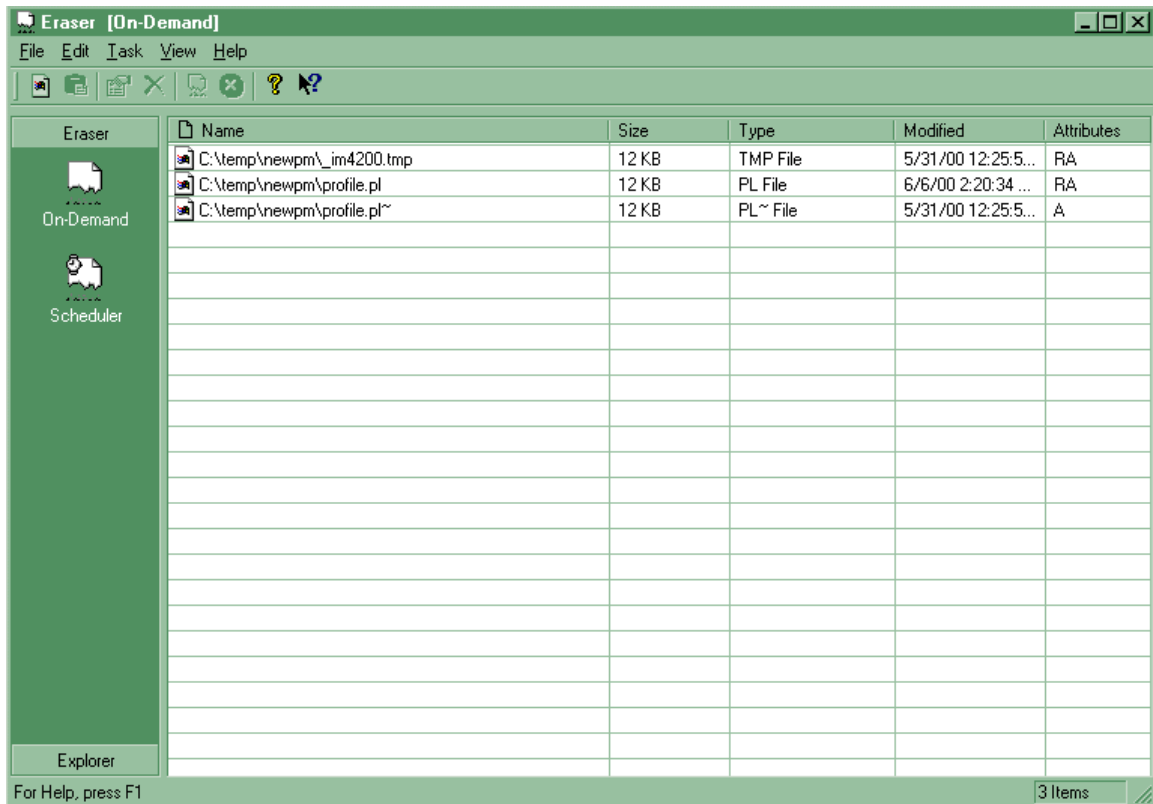 Eraser [On-Demand]
File Edit Task View Help
Eraser
On-Demand
Scheduler
Explorer
Name Size Type Modified Attributes
C:\temp\newpm\_im4200.tmp 12 KB TMP File 5/31/00 12:25:5... RA
C:\temp\newpm\profile.pl 12 KB PL File 6/6/00 2:20:34 ... RA
C:\temp\newpm\profile.pl~ 12 KB PL~ File 5/31/00 12:25:5... A
For Help, press F1 3 Items